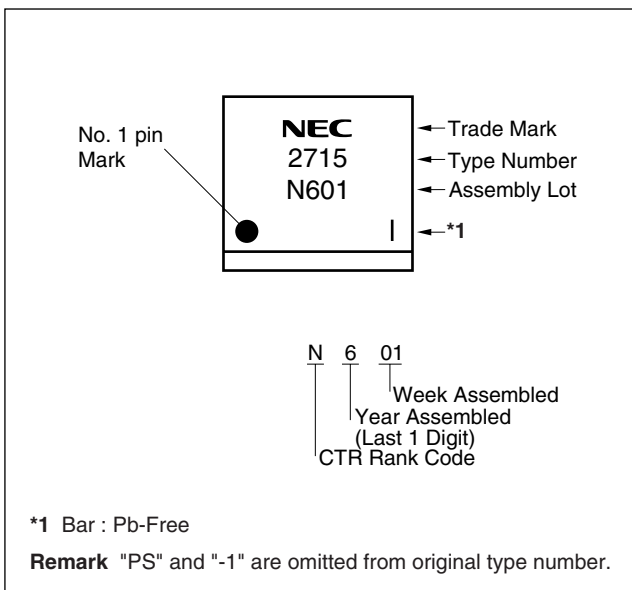 No. 1 pin
Mark
NEC
2715
N601
Trade Mark
Type Number
Assembly Lot
*1
N 6 01
Week Assembled
Year Assembled
(Last 1 Digit)
CTR Rank Code
*1 Bar : Pb-Free
Remark "PS" and "-1" are omitted from original type number.